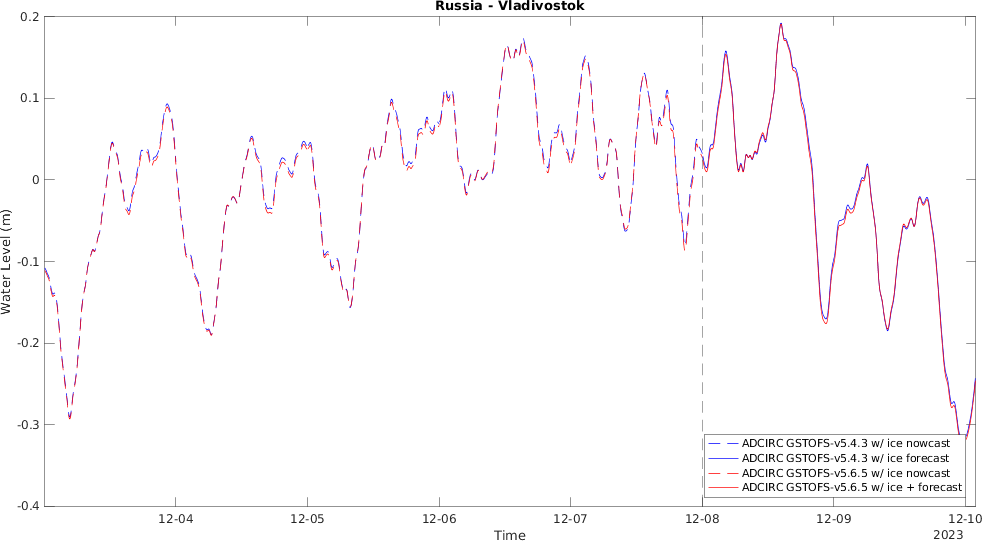 Russia - Vladivostok
Water Level (m)
0.2
0.1
0
-0.1
-0.2
-0.3
-0.4
ADCIRC GSTOFS-v5.4.3 w/ ice nowcast
ADCIRC GSTOFS-v5.4.3 w/ ice forecast
ADCIRC GSTOFS-v5.6.5 w/ ice nowcast
ADCIRC GSTOFS-v5.6.5 w/ ice + forecast
12-04 12-05 12-06 12-07 12-08 12-09 12-10
Time
2023